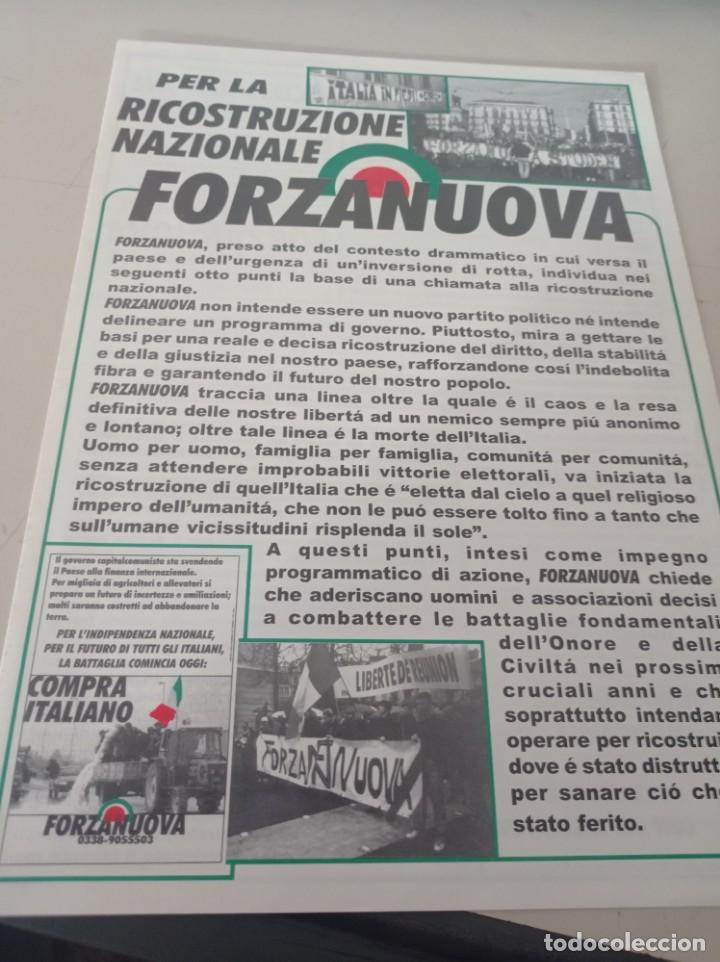 PER LA
RICOSTRUZIONE
NAZIONALE
ITALIA IN
FORZANUOVA
FORZANUOVA, preso atto del contesto drammatico in cui versa il
paese e dell'urgenza di un'inversione di rotta, individua nei
seguenti otto punti la base di una chiamata alla ricostruzione
nazionale.
FORZANUOVA non intende essere un nuovo partito politico né intende
delineare un programma di governo. Piuttosto, mira a gettare le
basi per una reale e decisa ricostruzione del diritto, della stabilitá
e della giustizia nel nostro paese, rafforzandone cosí l'indebolita
fibra e garantendo il futuro del nostro popolo.
FORZANUOVA traccia una linea oltre la quale é il caos e la resa
definitiva delle nostre libertá ad un nemico sempre piú anonimo
e lontano; oltre tale linea é la morte dell'Italia.
Uomo per uomo, famiglia per famiglia, comunitá per comunitá,
senza attendere improbabili vittorie elettorali, va iniziata la
ricostruzione di quell'Italia che é "eletta dal cielo a quel religioso
impero dell'umanitá, che non le puó essere tolto fino a tanto che
sull'umane vicissitudini risplenda il sole".
A questi punti, intesi come impegno
programmatico di azione, FORZANUOVA chiede
che aderiscano uomini e associazioni decisi
a combattere le battaglie fondamentali
dell'Onore e della
Civiltá nei prossim
cruciali anni e ch
soprattutto intendan
operare per ricostrui
dove é stato distrutt
per sanare ció che
stato ferito.
Il governo capitalcomunista sta svendendo
il Paese alla finanza internazionale.
Per migliaia di agricoltori e allevatori si
prepara un futuro di incertezze e umiliazioni;
molti saranno costretti ad abbandonare la
terra.
PER L'INDIPENDENZA NAZIONALE,
PER IL FUTURO DI TUTTI GLI ITALIANI,
LA BATTAGLIA COMINCIA OGGI:
COMPRA
ITALIANO
FORZANUOVA
0338-9055503
LIBERTE DE REUNION
FORZA NUOVA
todocoleccion.net